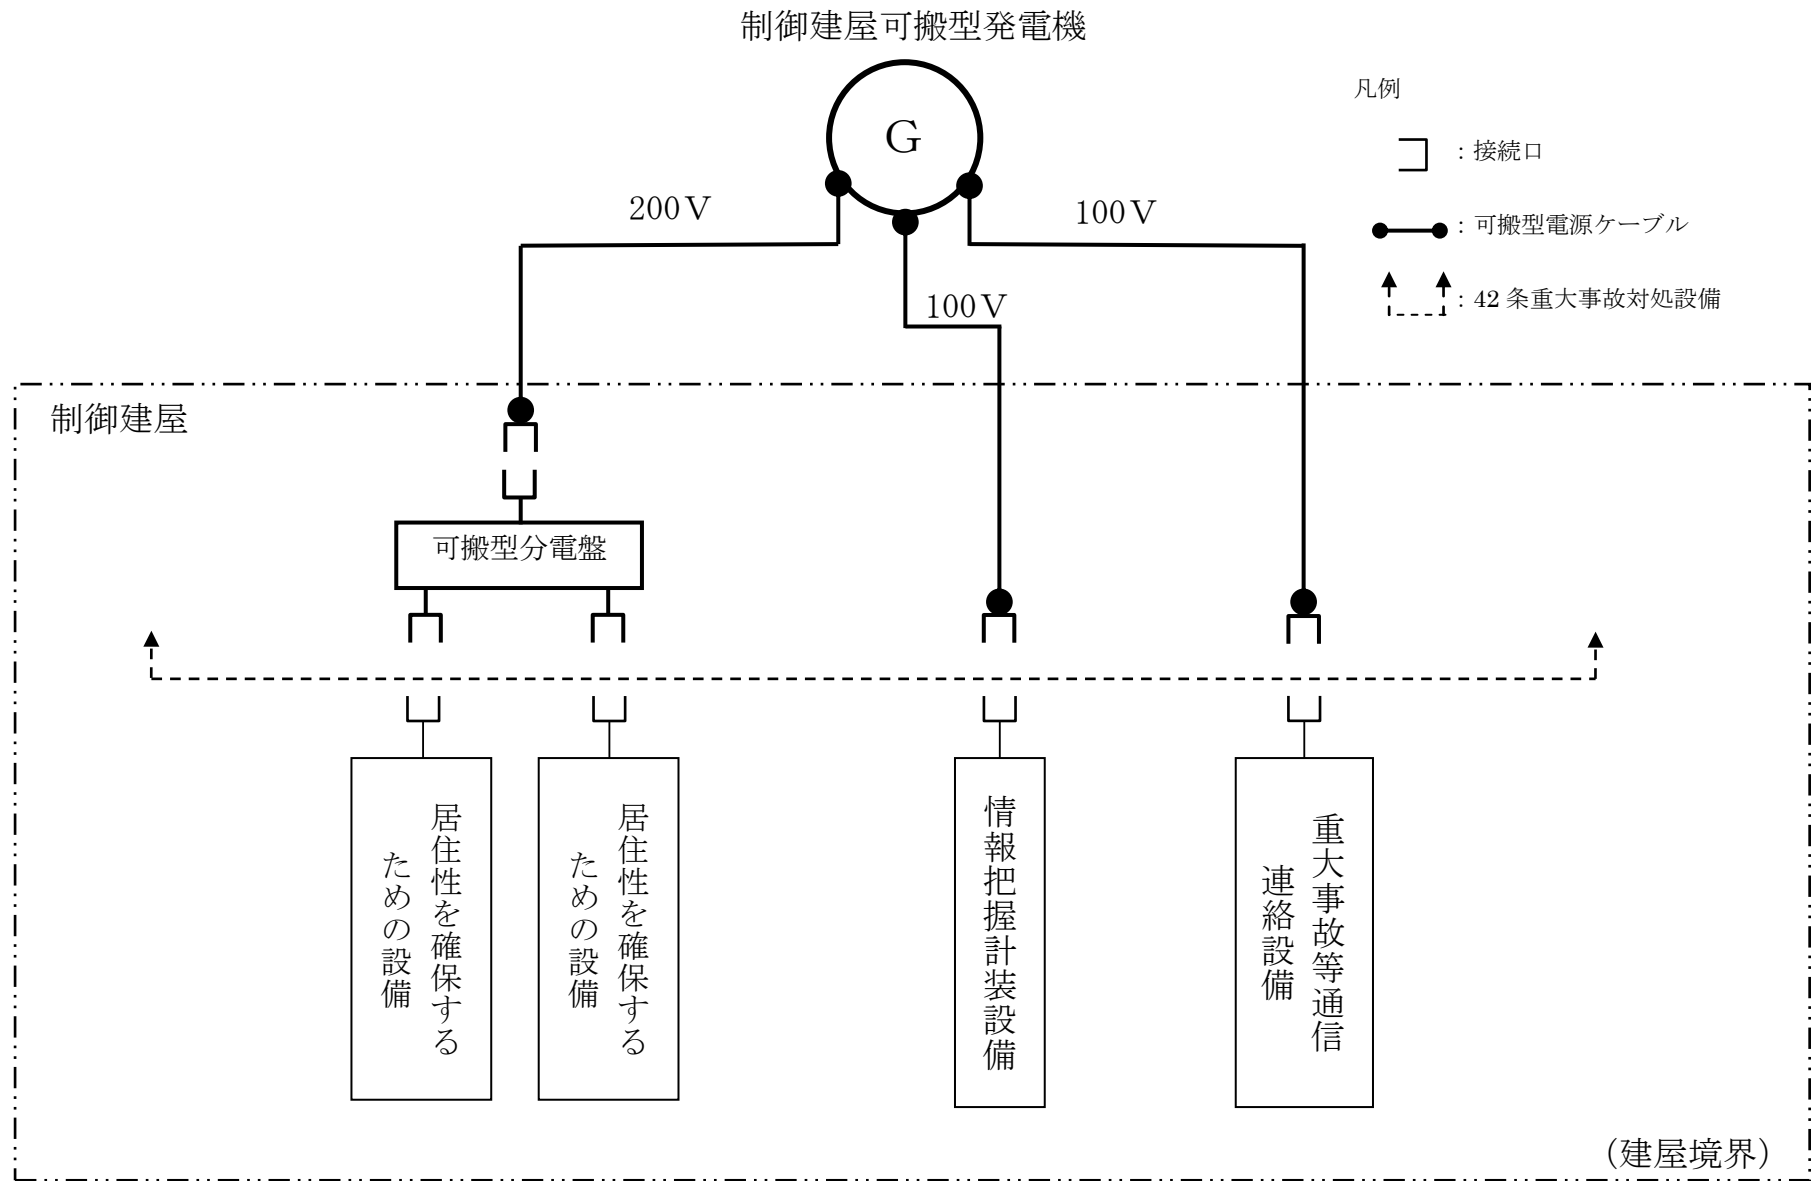 制御建屋可搬型発電機
G
凡例
：接続口
：可搬型電源ケーブル
：42 条重大事故対処設備
200V
100V
100V
制御建屋
可搬型分電盤
居住性を確保する
ための設備
居住性を確保する
ための設備
情報把握計装設備
重大事故等通信
連絡設備
（建屋境界）